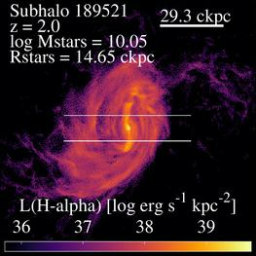 Subhalo 189521
z = 2.0
log Mstars = 10.05
Rstars = 14.65 ckpc
29.3 ckpc
L(H-alpha) [log erg s⁻¹ kpc⁻²]
36 37 38 39